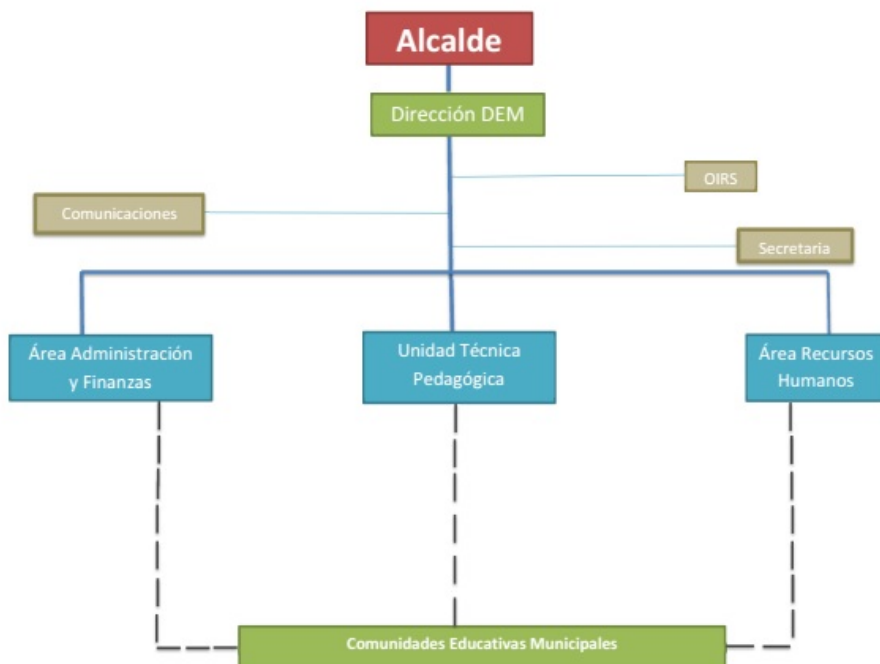 Alcalde
Dirección DEM
OIRS
Comunicaciones
Secretaria
Área Administración
y Finanzas
Unidad Técnica
Pedagógica
Área Recursos
Humanos
Comunidades Educativas Municipales